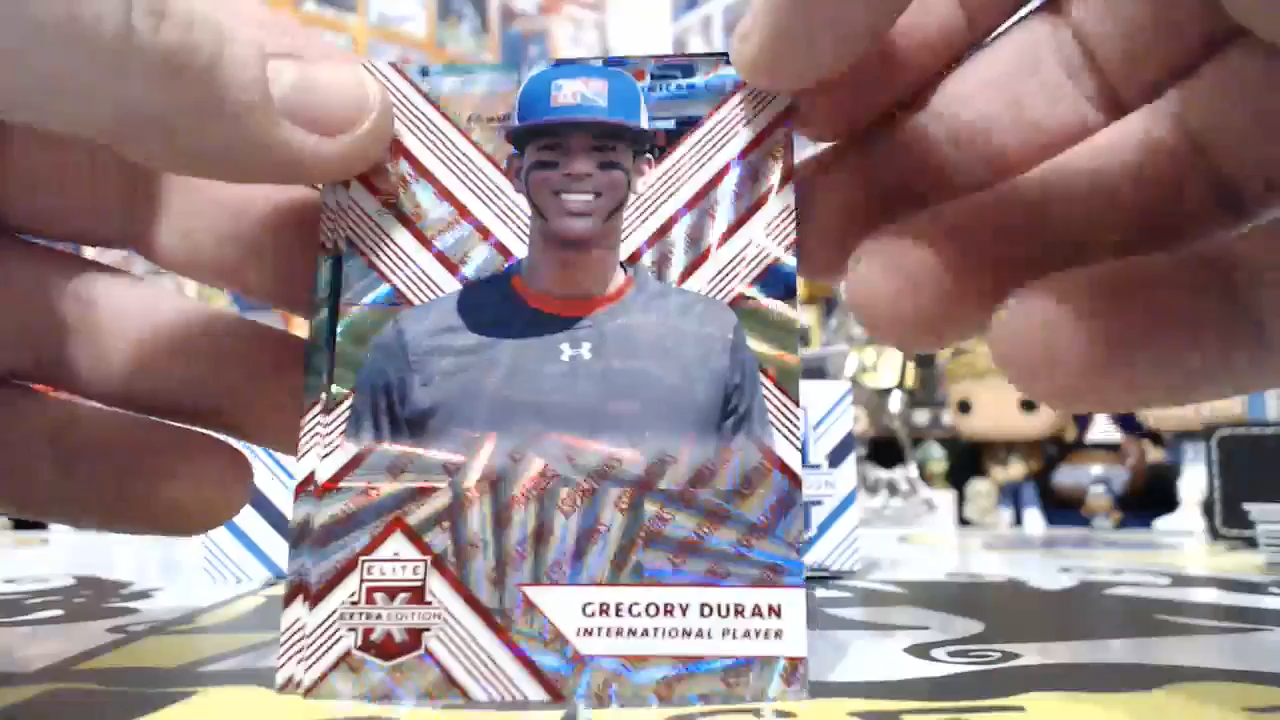 ELITE
EXTRA EDITION
GREGORY DURAN
INTERNATIONAL PLAYER